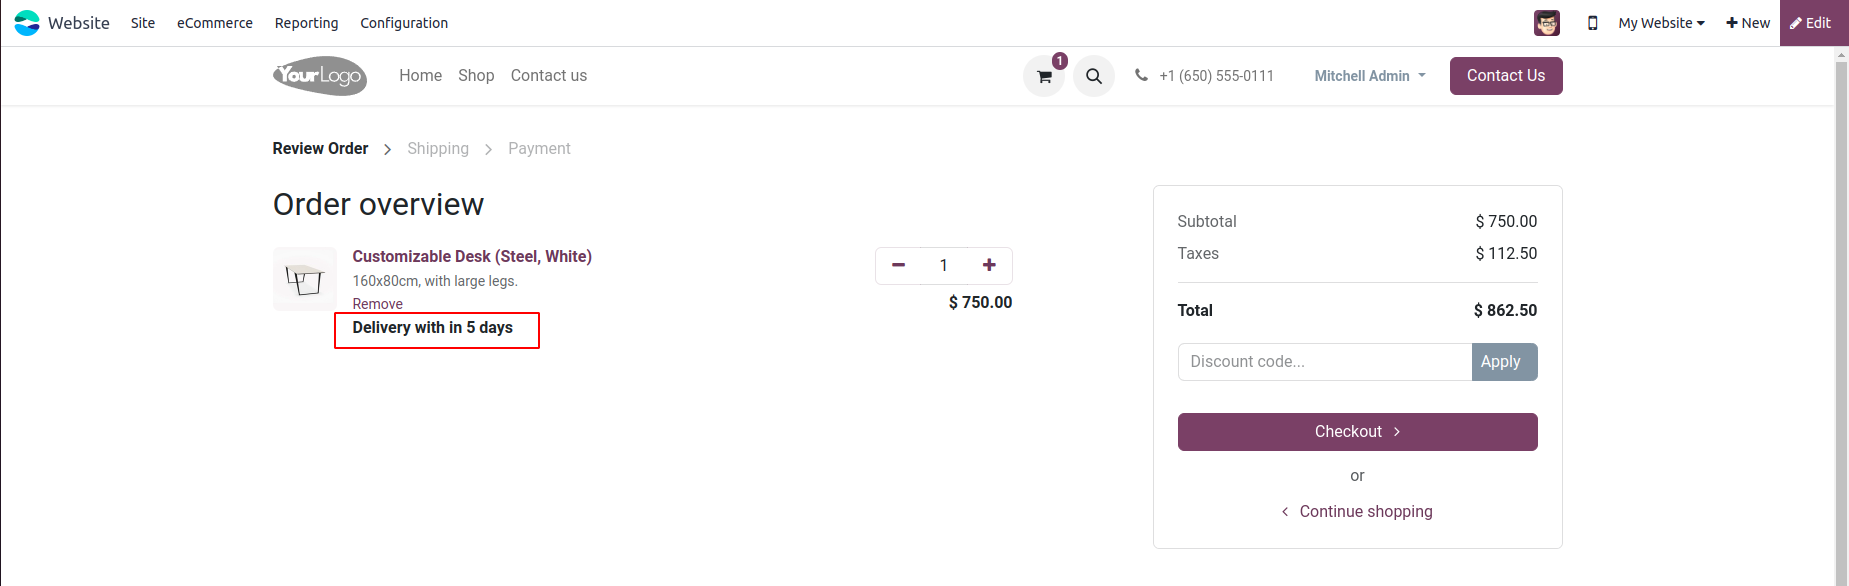 Website Site eCommerce Reporting Configuration My Website New Edit
YourLogo Home Shop Contact us 1 +1 (650) 555-0111 Mitchell Admin Contact Us
Review Order Shipping Payment
Order overview
Customizable Desk (Steel, White)
160x80cm, with large legs.
Remove
Delivery with in 5 days
1
$ 750.00
Subtotal $ 750.00
Taxes $ 112.50
Total $ 862.50
Discount code... Apply
Checkout
or
Continue shopping